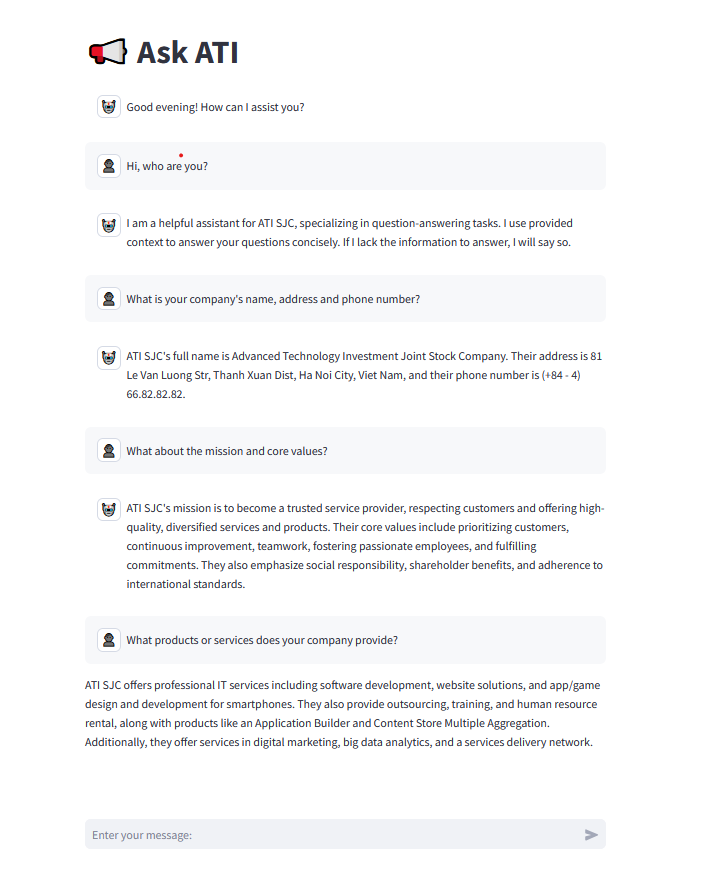 Ask ATI
Good evening! How can I assist you?
Hi, who are you?
I am a helpful assistant for ATI SJC, specializing in question-answering tasks. I use provided
context to answer your questions concisely. If I lack the information to answer, I will say so.
What is your company's name, address and phone number?
ATI SJC's full name is Advanced Technology Investment Joint Stock Company. Their address is 81
Le Van Luong Str, Thanh Xuan Dist, Ha Noi City, Viet Nam, and their phone number is (+84 - 4)
66.82.82.82.
What about the mission and core values?
ATI SJC's mission is to become a trusted service provider, respecting customers and offering high-
quality, diversified services and products. Their core values include prioritizing customers,
continuous improvement, teamwork, fostering passionate employees, and fulfilling
commitments. They also emphasize social responsibility, shareholder benefits, and adherence to
international standards.
What products or services does your company provide?
ATI SJC offers professional IT services including software development, website solutions, and app/game
design and development for smartphones. They also provide outsourcing, training, and human resource
rental, along with products like an Application Builder and Content Store Multiple Aggregation.
Additionally, they offer services in digital marketing, big data analytics, and a services delivery network.
Enter your message: